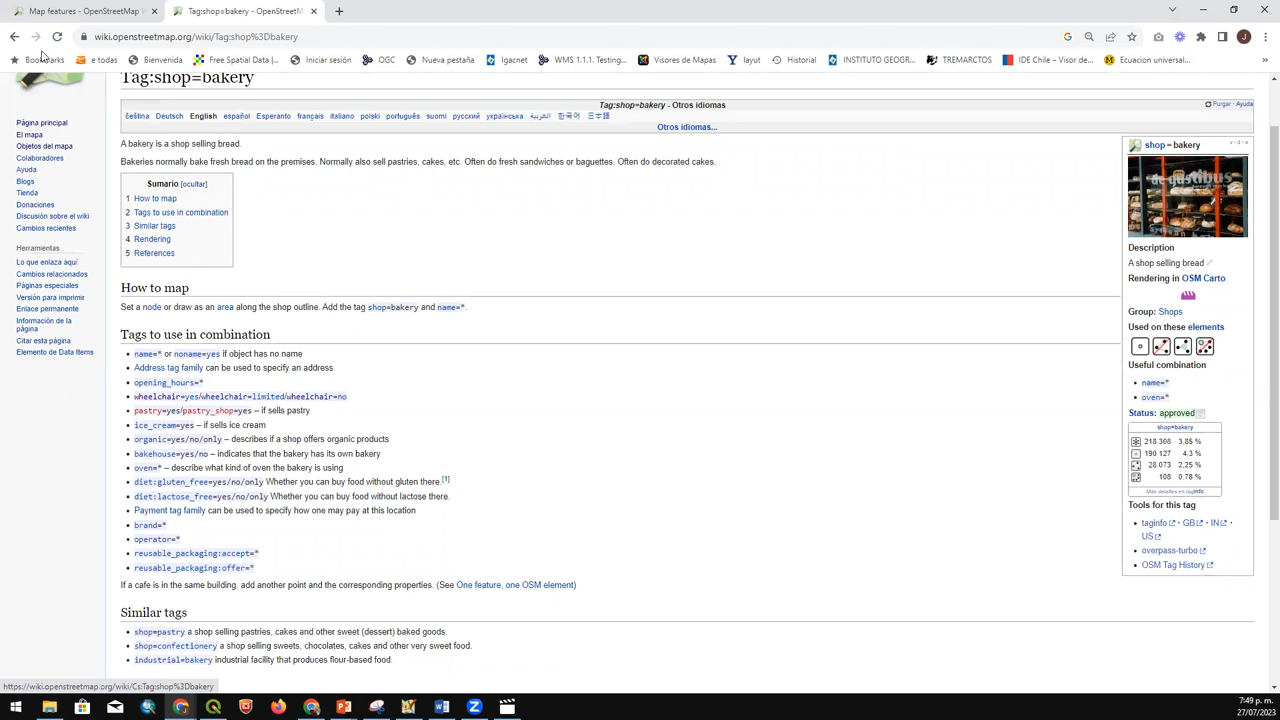 Map features - OpenStreetMap W
Tag:shop=bakery - OpenStreetMa
wiki.openstreetmap.org/wiki/Tag:shop%3Dbakery
Bookmarks
e todas
Bienvenida
Free Spatial Data |...
Iniciar sesión
OGC
Nueva pestaña
Igacnet
WMS 1.1.1. Testing...
Visores de Mapas
layut
Historial
INSTITUTO GEOGR...
TREMARCTOS
IDE Chile – Visor d...
Ecuacion universal...
Tag:shop=bakery
Tag:shop=bakery - Otros idiomas
Purgar · Ayuda
čeština Deutsch English español Esperanto français italiano polski português suomi русский українська العربية 한국어 日本語
Otros idiomas...
Página principal
El mapa
Objetos del mapa
Colaboradores
Ayuda
Blogs
Tienda
Donaciones
Discusión sobre el wiki
Cambios recientes
Herramientas
Lo que enlaza aquí
Cambios relacionados
Páginas especiales
Versión para imprimir
Enlace permanente
Información de la
página
Citar esta página
Elemento de Data Items
A bakery is a shop selling bread.
Bakeries normally bake fresh bread on the premises. Normally also sell pastries, cakes, etc. Often do fresh sandwiches or baguettes. Often do decorated cakes.
Sumario [ocultar]
1 How to map
2 Tags to use in combination
3 Similar tags
4 Rendering
5 References
How to map
Set a node or draw as an area along the shop outline. Add the tag shop=bakery and name=*.
Tags to use in combination
• name=* or noname=yes if object has no name
• Address tag family can be used to specify an address
• opening_hours=*
• wheelchair=yes/wheelchair=limited/wheelchair=no
• pastry=yes/pastry_shop=yes – if sells pastry
• ice_cream=yes – if sells ice cream
• organic=yes/no/only – describes if a shop offers organic products
• bakehouse=yes/no – indicates that the bakery has its own bakery
• oven=* – describe what kind of oven the bakery is using
• diet:gluten_free=yes/no/only Whether you can buy food without gluten there.[1]
• diet:lactose_free=yes/no/only Whether you can buy food without lactose there.
• Payment tag family can be used to specify how one may pay at this location
• brand=*
• operator=*
• reusable_packaging:accept=*
• reusable_packaging:offer=*
If a cafe is in the same building, add another point and the corresponding properties. (See One feature, one OSM element)
Similar tags
• shop=pastry a shop selling pastries, cakes and other sweet (dessert) baked goods.
• shop=confectionery a shop selling sweets, chocolates, cakes and other very sweet food.
• industrial=bakery industrial facility that produces flour-based food.
shop = bakery
v · d · e
de gustibus
Description
A shop selling bread
Rendering in OSM Carto
Group: Shops
Used on these elements
Useful combination
• name=*
• oven=*
Status: approved
shop=bakery
218 308 3,85 %
190 127 4,3 %
28 073 2,25 %
108 0,78 %
Más detalles en taginfo
Tools for this tag
• taginfo · GB · IN ·
US
• overpass-turbo
• OSM Tag History
https://wiki.openstreetmap.org/wiki/Cs:Tag:shop%3Dbakery
J
7:49 p. m.
27/07/2023